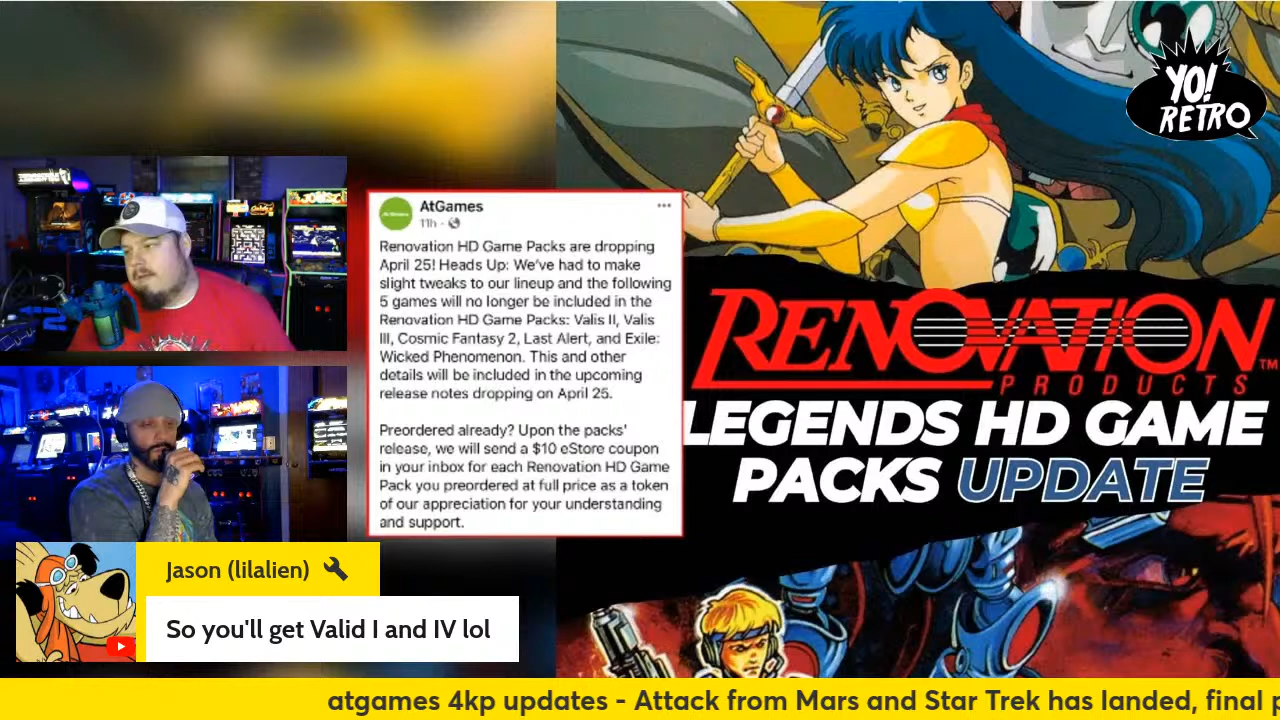 YO!
RETRO
AtGames
11h
Renovation HD Game Packs are dropping
April 25! Heads Up: We've had to make
slight tweaks to our lineup and the following
5 games will no longer be included in the
Renovation HD Game Packs: Valis II, Valis
III, Cosmic Fantasy 2, Last Alert, and Exile:
Wicked Phenomenon. This and other
details will be included in the upcoming
release notes dropping on April 25.
Preordered already? Upon the packs'
release, we will send a $10 eStore coupon
in your inbox for each Renovation HD Game
Pack you preordered at full price as a token
of our appreciation for your understanding
and support.
RENOVATION™
PRODUCTS
LEGENDS HD GAME
PACKS UPDATE
Jason (lilalien)
So you'll get Valid I and IV lol
atgames 4kp updates - Attack from Mars and Star Trek has landed, final p